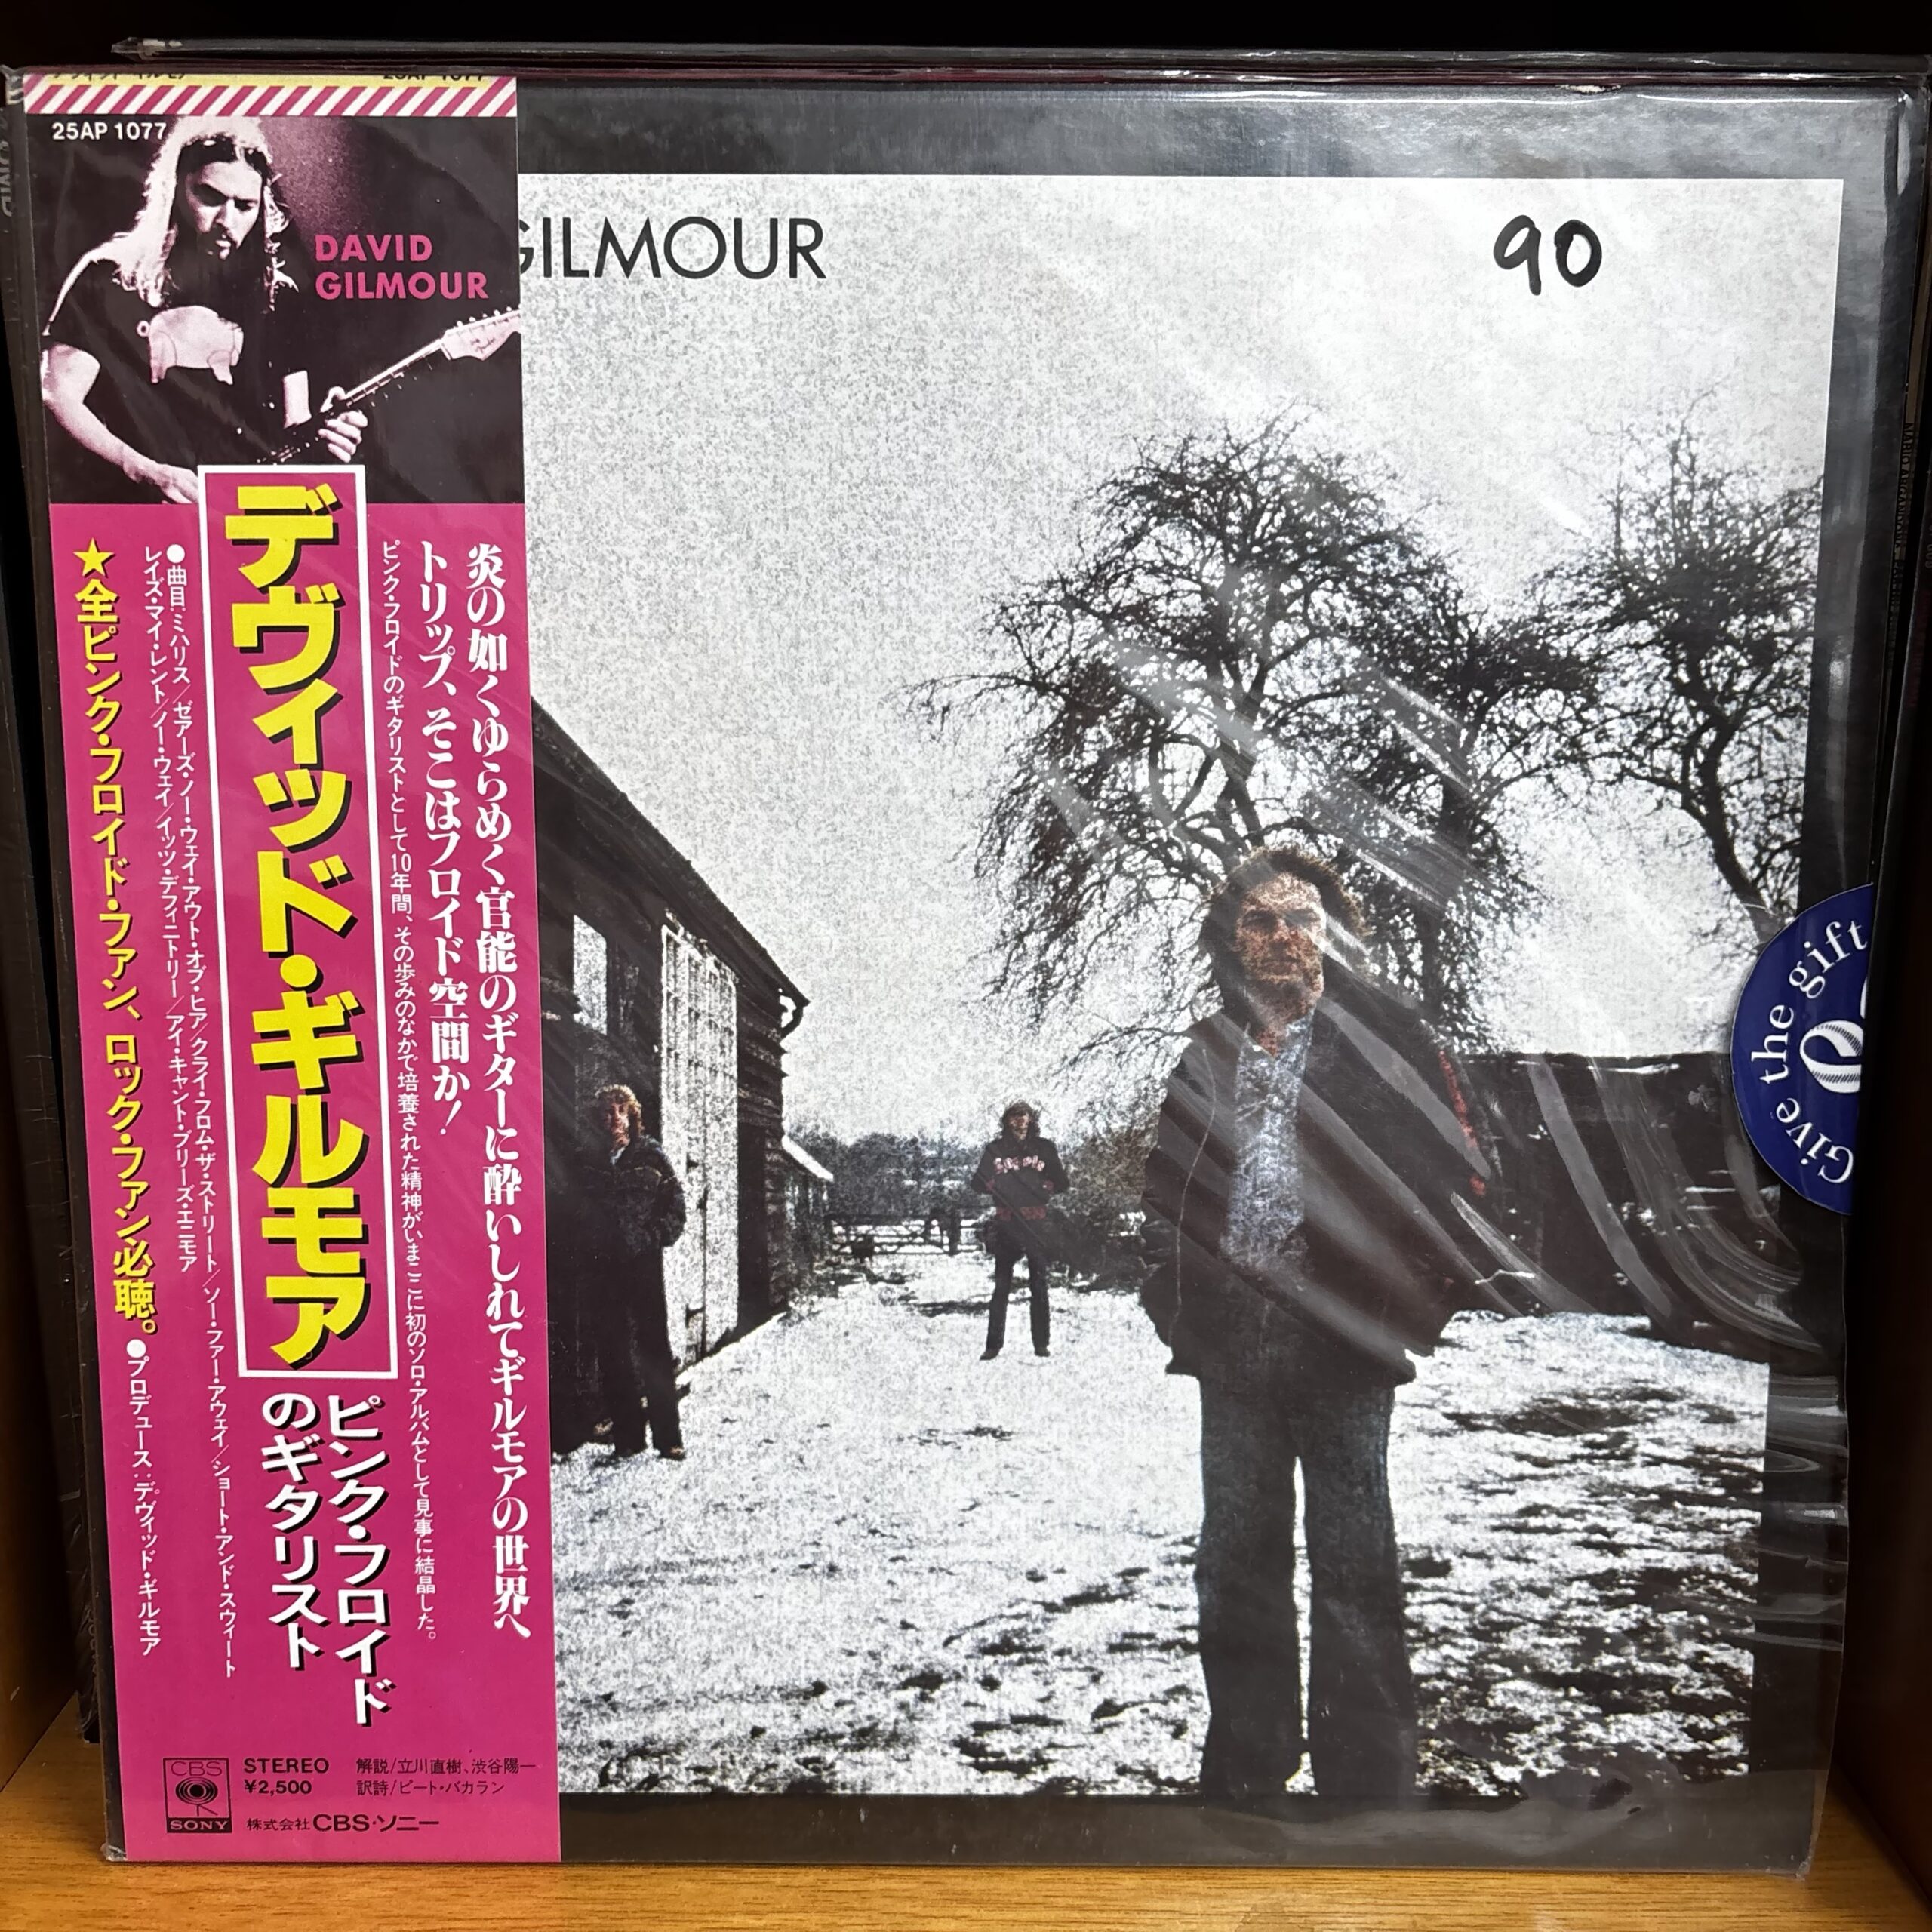 25AP 1077
DAVID
GILMOUR
GILMOUR
90
炎の如くゆらめく官能のギターに酔いしれてギルモアの世界へ
トリップ、そこはフロイド空間か!
ピンク・フロイドのギタリストとして10年間、その歩みのなかで培養された精神がいまここに初のソロ・アルバムとして見事に結晶した。
デヴィッド・ギルモア
ピンク・フロイド
のギタリスト
●曲目:ミハリス/ゼアーズ・ノー・ウェイ・アウト・オブ・ヒア/クライ・フロム・ザ・ストリート/ソー・ファー・アウェイ/ショート・アンド・スウィート
レイズ・マイ・レント/ノー・ウェイ/イッツ・デフィニトリー/アイ・キャント・ブリーズ・エニモア
★全ピンク・フロイド・ファン、ロック・ファン必聴。●プロデュース:デヴィッド・ギルモア
CBS
SONY
STEREO
¥2,500
解説/立川直樹、渋谷陽一
訳詩/ピート・バカラン
株式会社CBS・ソニー
Give the gift